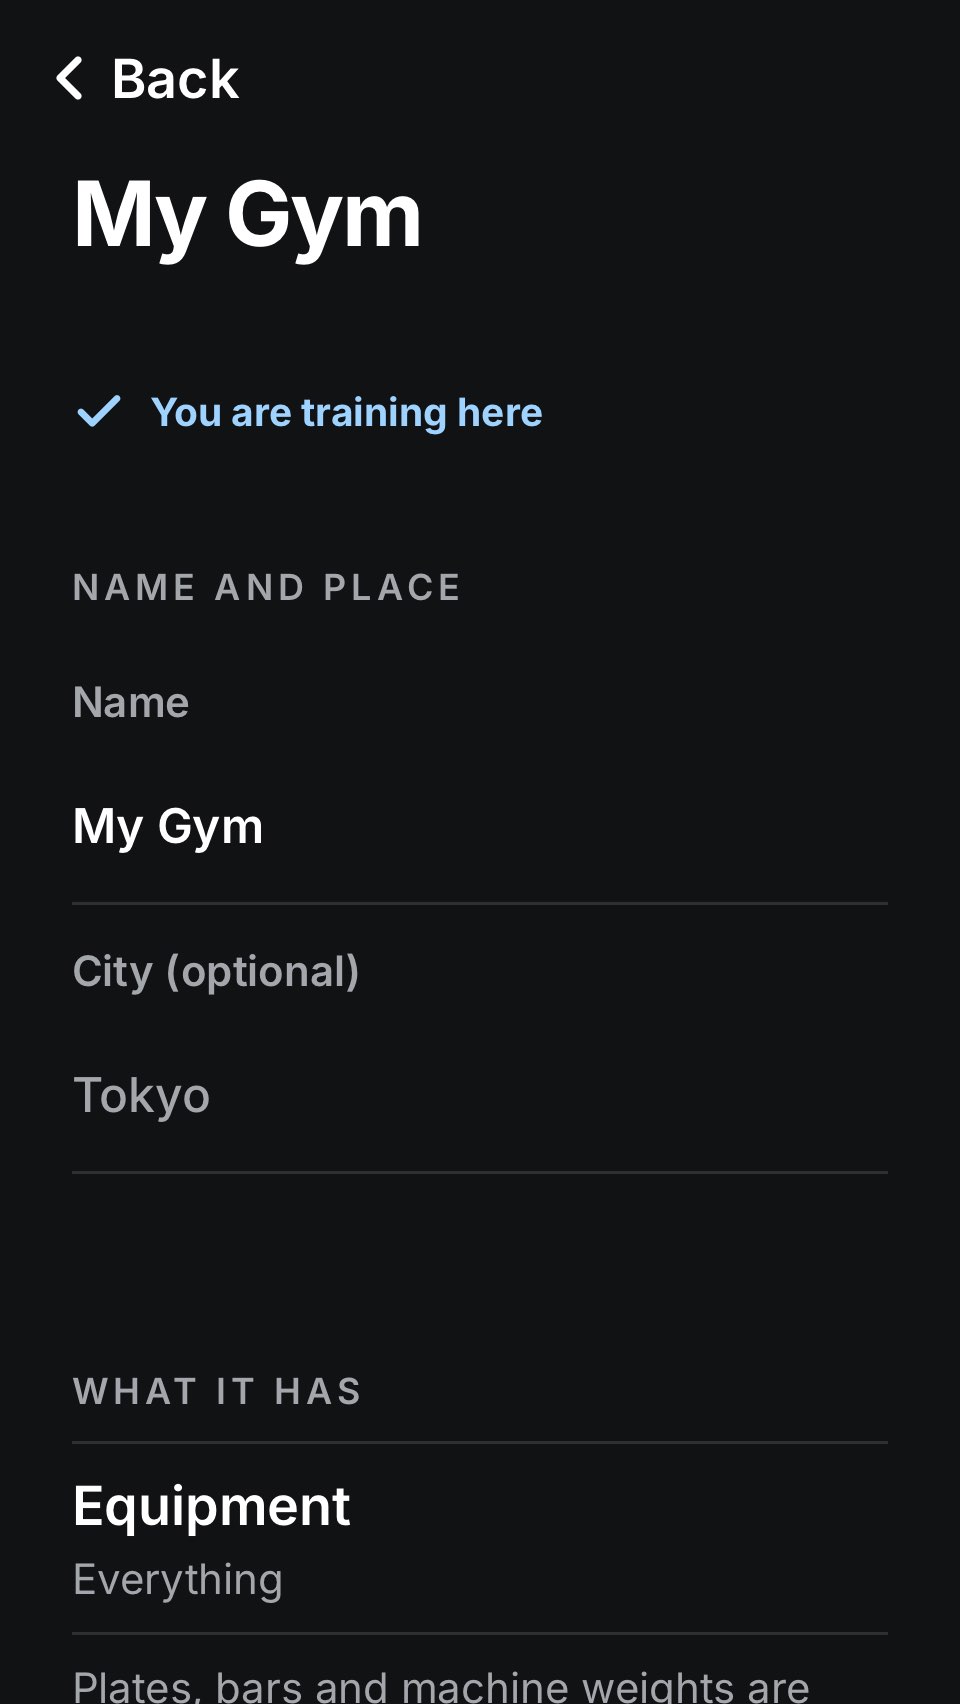 Back
My Gym
You are training here
NAME AND PLACE
Name
My Gym
City (optional)
Tokyo
WHAT IT HAS
Equipment
Everything
Plates, bars and machine weights are